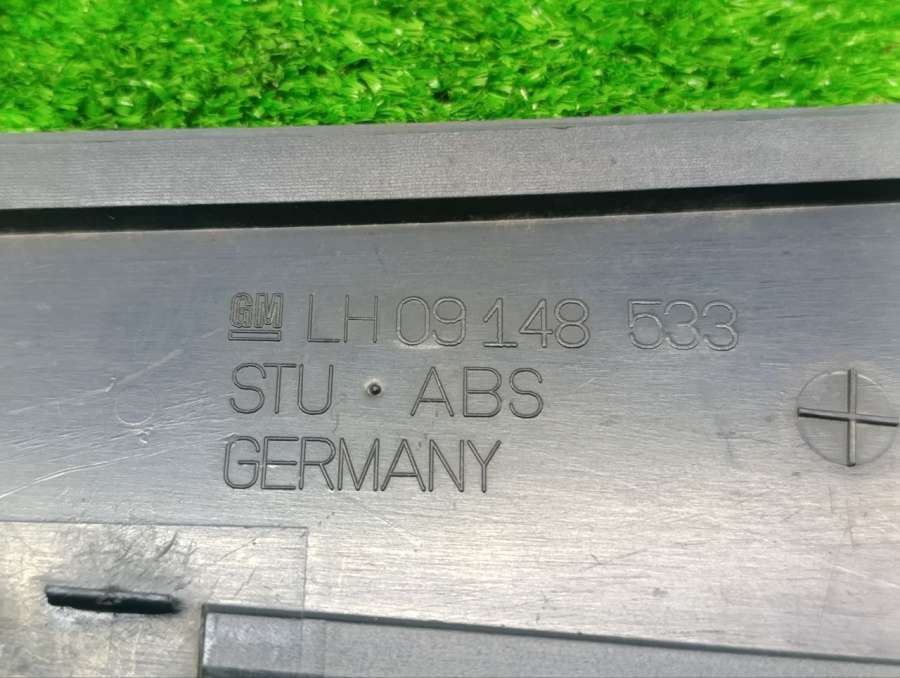 GM LH 09 148 533
STU · ABS
GERMANY